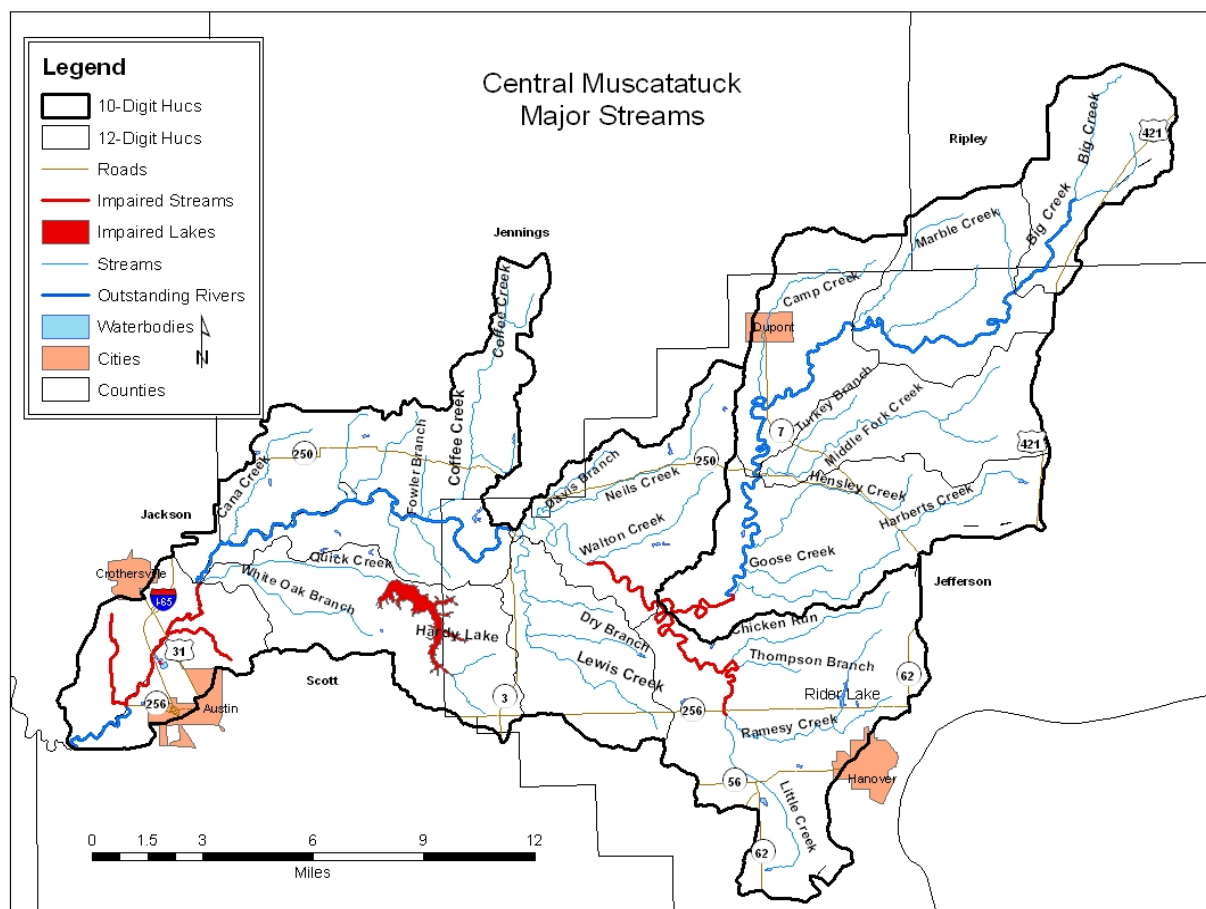 Central Muscatatuck
Major Streams
Legend
10-Digit Hucs
12-Digit Hucs
Roads
Impaired Streams
Impaired Lakes
Streams
Outstanding Rivers
Waterbodies
Cities
Counties
N
Ripley
421
Big Creek
Big Creek
Marble Creek
Jennings
Camp Creek
Dupont
Coffee Creek
Coffee Creek
Turkey Branch
Middle Fork Creek
7
421
250
Fowler Branch
Cana Creek
Davis Branch
250
Neils Creek
Hensley Creek
Harberts Creek
Jackson
Walton Creek
Goose Creek
Quick Creek
Crothersville
White Oak Branch
Jefferson
I-65
Hardy Lake
Dry Branch
Chicken Run
31
Lewis Creek
Thompson Branch
Scott
62
Rider Lake
3
256
Austin
256
Ramesy Creek
56
Hanover
Little Creek
62
0 1.5 3 6 9 12
Miles